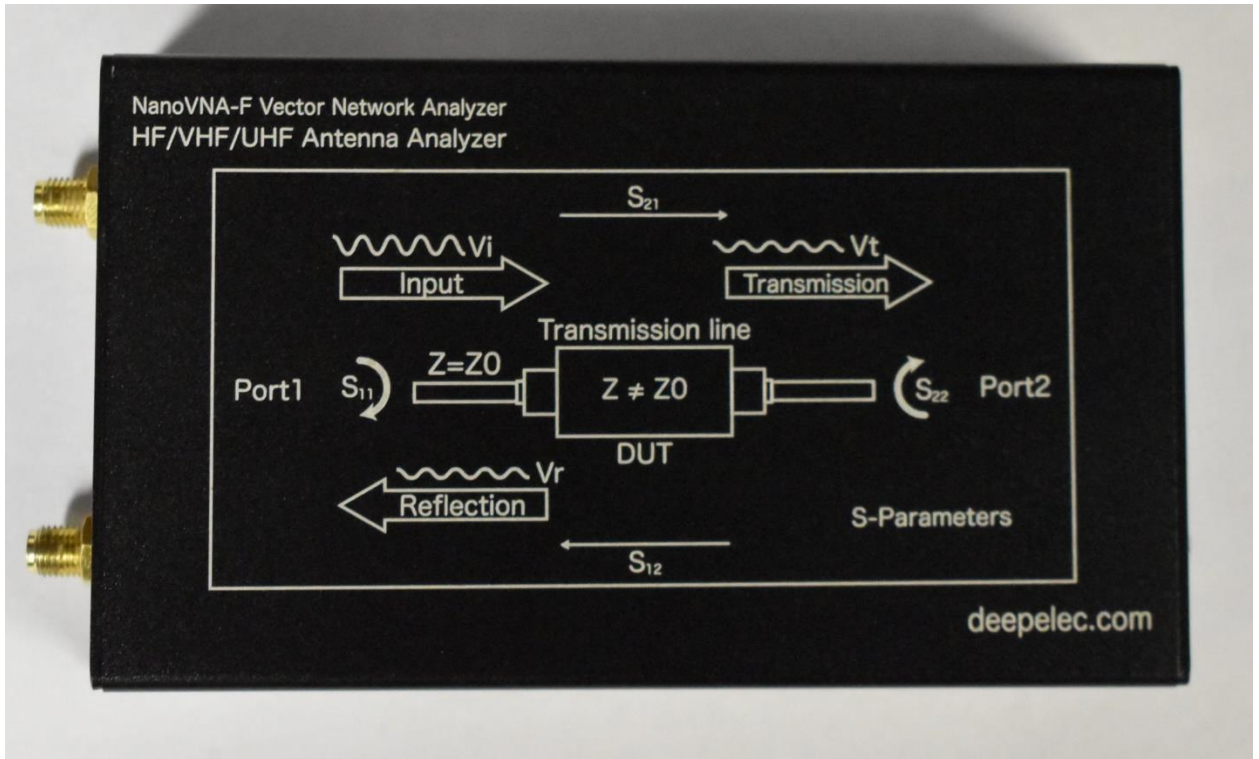 NanoVNA-F Vector Network Analyzer
HF/VHF/UHF Antenna Analyzer
S₂₁
Vi
Vt
Input
Transmission
Transmission line
Z=Z0
Port1
S₁₁
Z ≠ Z0
S₂₂
Port2
DUT
Vr
Reflection
S-Parameters
S₁₂
deepelec.com